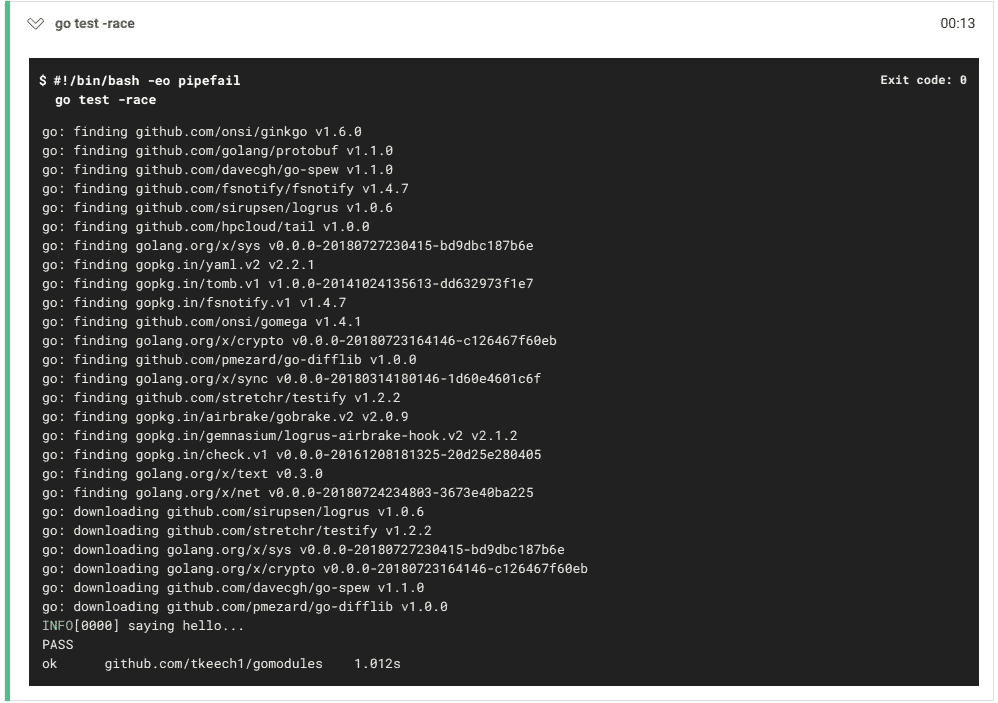 go test -race
00:13
$ #!/bin/bash -eo pipefail
Exit code: 0
go test -race
go: finding github.com/onsi/ginkgo v1.6.0
go: finding github.com/golang/protobuf v1.1.0
go: finding github.com/davecgh/go-spew v1.1.0
go: finding github.com/fsnotify/fsnotify v1.4.7
go: finding github.com/sirupsen/logrus v1.0.6
go: finding github.com/hpcloud/tail v1.0.0
go: finding golang.org/x/sys v0.0.0-20180727230415-bd9dbc187b6e
go: finding gopkg.in/yaml.v2 v2.2.1
go: finding gopkg.in/tomb.v1 v1.0.0-20141024135613-dd632973f1e7
go: finding gopkg.in/fsnotify.v1 v1.4.7
go: finding github.com/onsi/gomega v1.4.1
go: finding golang.org/x/crypto v0.0.0-20180723164146-c126467f60eb
go: finding github.com/pmezard/go-difflib v1.0.0
go: finding golang.org/x/sync v0.0.0-20180314180146-1d60e4601c6f
go: finding github.com/stretchr/testify v1.2.2
go: finding gopkg.in/airbrake/gobrake.v2 v2.0.9
go: finding gopkg.in/gemnasium/logrus-airbrake-hook.v2 v2.1.2
go: finding gopkg.in/check.v1 v0.0.0-20161208181325-20d25e280405
go: finding golang.org/x/text v0.3.0
go: finding golang.org/x/net v0.0.0-20180724234803-3673e40ba225
go: downloading github.com/sirupsen/logrus v1.0.6
go: downloading github.com/stretchr/testify v1.2.2
go: downloading golang.org/x/sys v0.0.0-20180727230415-bd9dbc187b6e
go: downloading golang.org/x/crypto v0.0.0-20180723164146-c126467f60eb
go: downloading github.com/davecgh/go-spew v1.1.0
go: downloading github.com/pmezard/go-difflib v1.0.0
INFO[0000] saying hello...
PASS
ok github.com/tkeech1/gomodules 1.012s